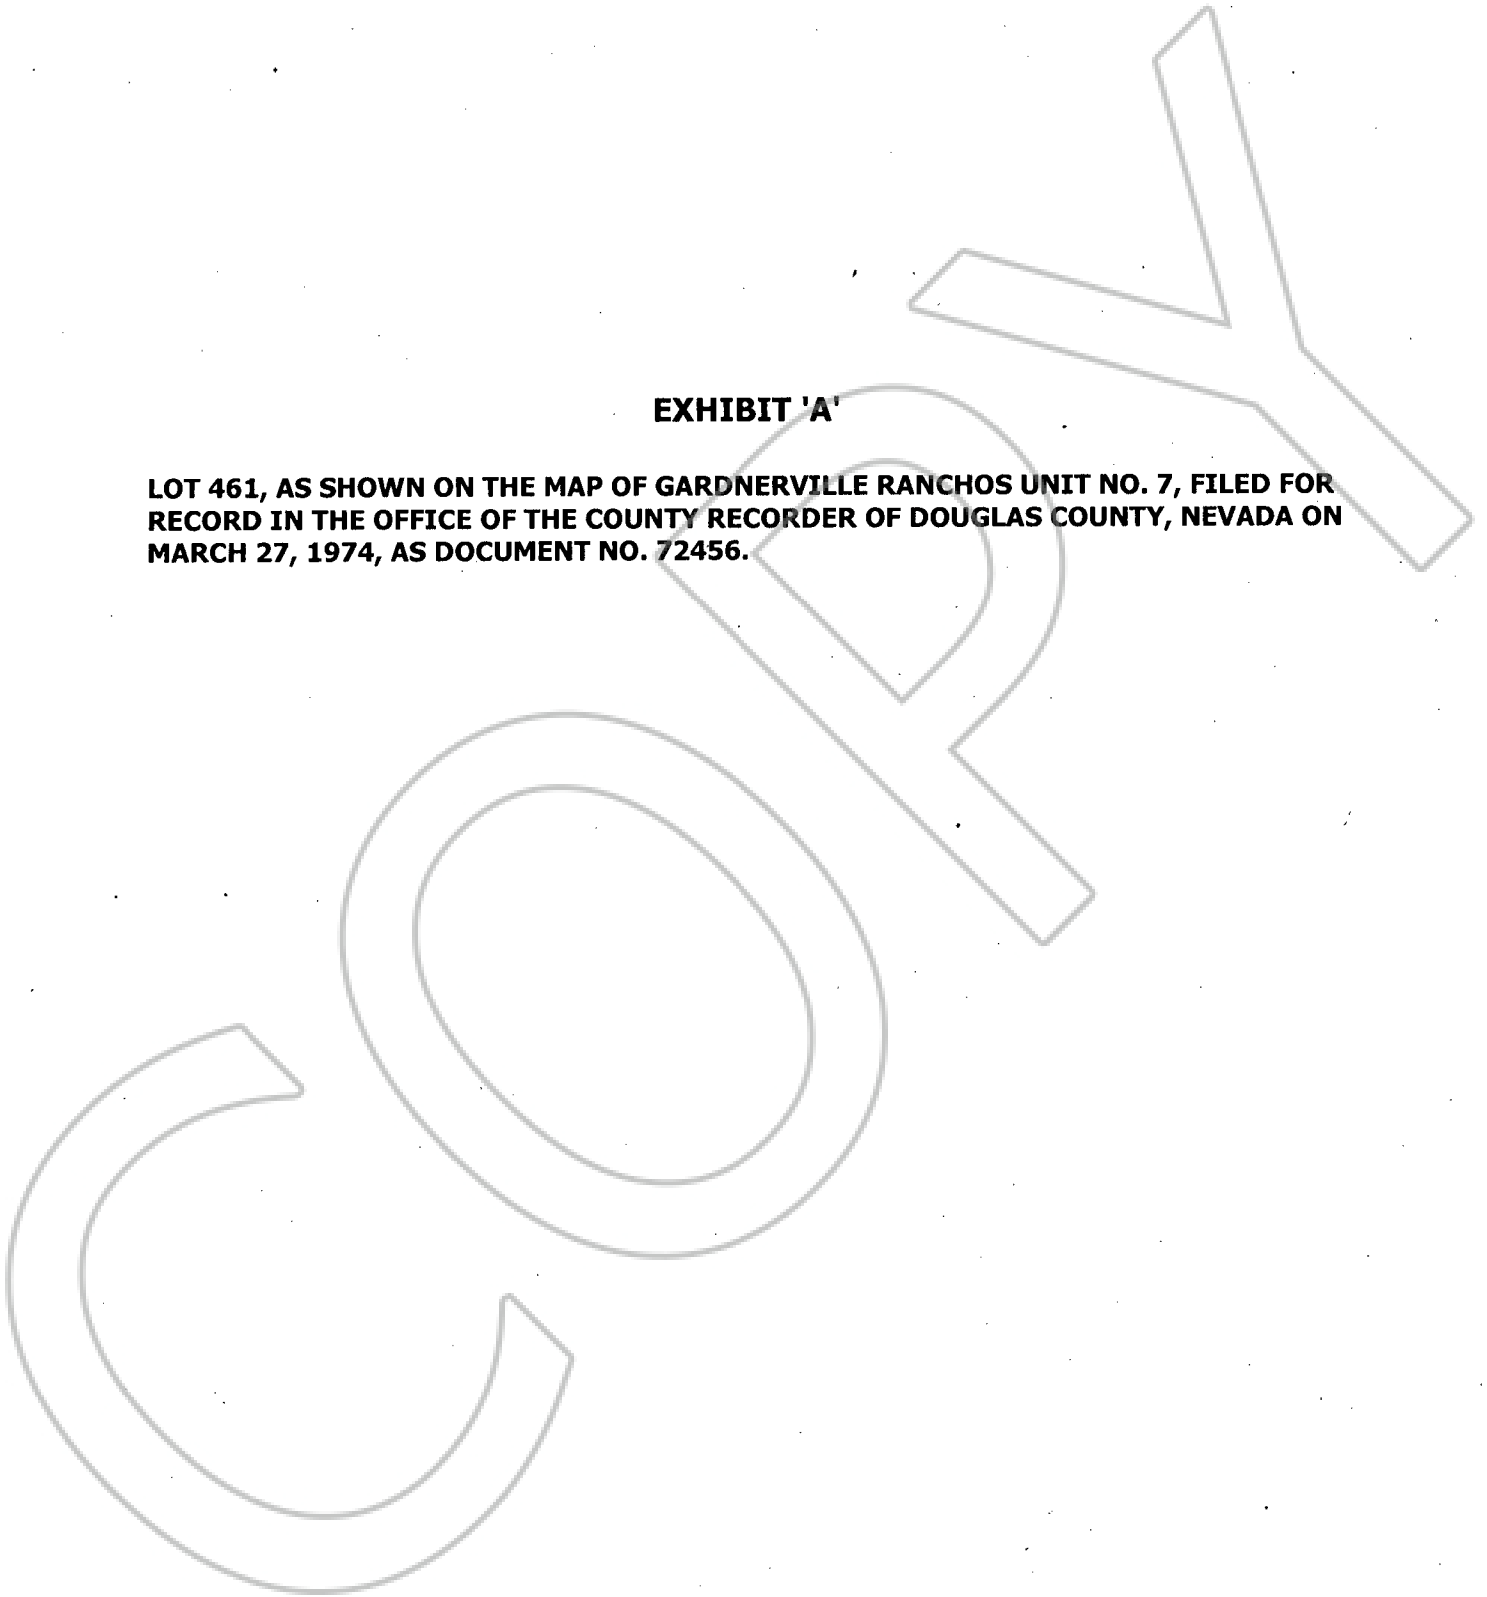 EXHIBIT 'A'
LOT 461, AS SHOWN ON THE MAP OF GARDNERVILLE RANCHOS UNIT NO. 7, FILED FOR
RECORD IN THE OFFICE OF THE COUNTY RECORDER OF DOUGLAS COUNTY, NEVADA ON
MARCH 27, 1974, AS DOCUMENT NO. 72456.
COPY